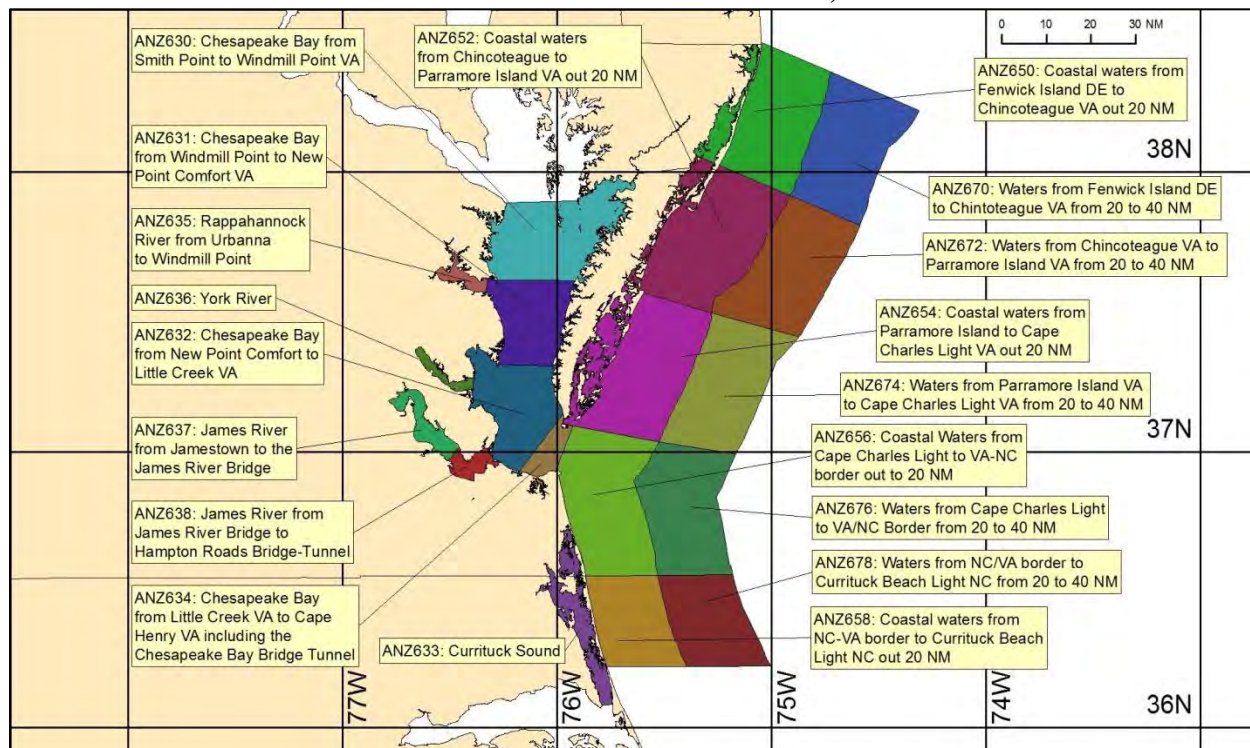 ANZ630: Chesapeake Bay from
Smith Point to Windmill Point VA
ANZ631: Chesapeake Bay
from Windmill Point to New
Point Comfort VA
ANZ635: Rappahannock
River from Urbanna
to Windmill Point
ANZ636: York River
ANZ632: Chesapeake Bay
from New Point Comfort to
Little Creek VA
ANZ637: James River
from Jamestown to the
James River Bridge
ANZ638: James River from
James River Bridge to
Hampton Roads Bridge-Tunnel
ANZ634: Chesapeake Bay
from Little Creek VA to Cape
Henry VA including the
Chesapeake Bay Bridge Tunnel
ANZ652: Coastal waters
from Chincoteague to
Parramore Island VA out 20 NM
ANZ633: Currituck Sound
0 10 20 30 NM
ANZ650: Coastal waters from
Fenwick Island DE to
Chincoteague VA out 20 NM
38N
ANZ670: Waters from Fenwick Island DE
to Chintoteague VA from 20 to 40 NM
ANZ672: Waters from Chincoteague VA to
Parramore Island VA from 20 to 40 NM
ANZ654: Coastal waters from
Parramore Island to Cape
Charles Light VA out 20 NM
ANZ674: Waters from Parramore Island VA
to Cape Charles Light VA from 20 to 40 NM
37N
ANZ656: Coastal Waters from
Cape Charles Light to VA-NC
border out to 20 NM
ANZ676: Waters from Cape Charles Light
to VA/NC Border from 20 to 40 NM
ANZ678: Waters from NC/VA border to
Currituck Beach Light NC from 20 to 40 NM
ANZ658: Coastal waters from
NC-VA border to Currituck Beach
Light NC out 20 NM
77W
76W
75W
74W
36N